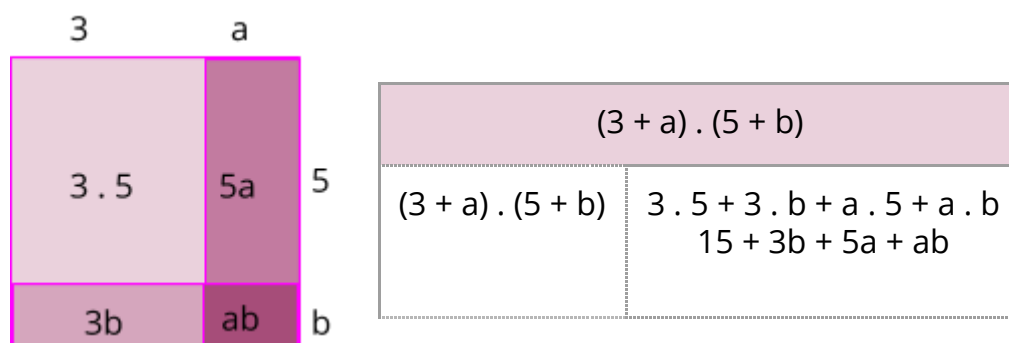 3 a
3 . 5 5a 5
3b ab b
(3 + a) . (5 + b)
(3 + a) . (5 + b)
3 . 5 + 3 . b + a . 5 + a . b
15 + 3b + 5a + ab